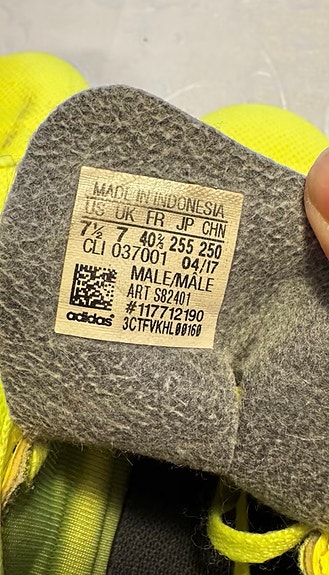 MADE IN INDONESIA
US UK FR JP CHN
7½ 7 40⅔ 255 250
CLI 037001 04/17
MALE/MÂLE
ART S82401
#117712190
adidas 3CTFVKHL00160